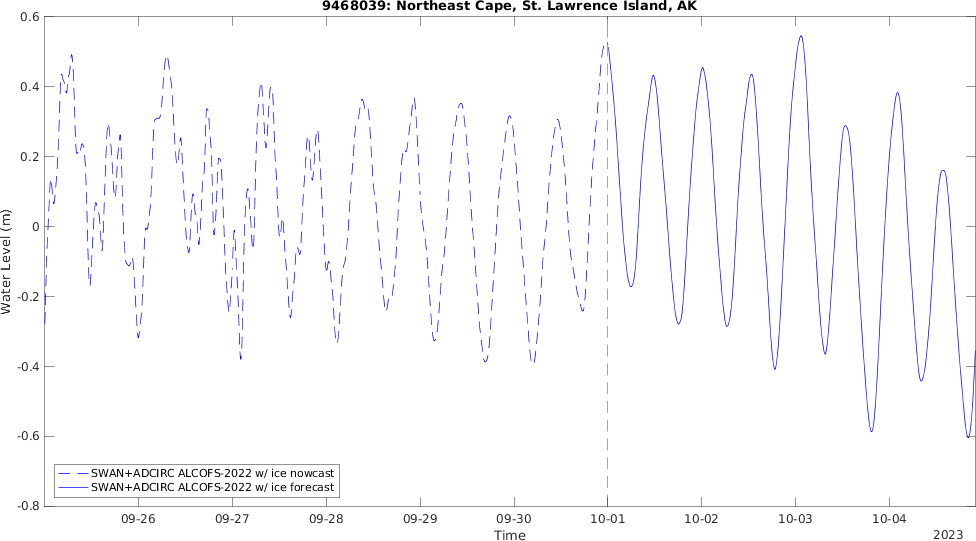 9468039: Northeast Cape, St. Lawrence Island, AK
0.6
0.4
0.2
0
-0.2
-0.4
-0.6
-0.8
Water Level (m)
SWAN+ADCIRC ALCOFS-2022 w/ ice nowcast
SWAN+ADCIRC ALCOFS-2022 w/ ice forecast
09-26 09-27 09-28 09-29 09-30 10-01 10-02 10-03 10-04
Time
2023